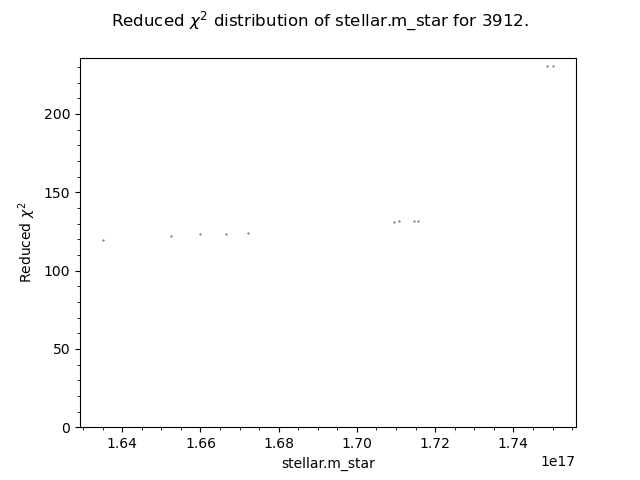 Reduced χ² distribution of stellar.m_star for 3912.
200
150
100
50
0
Reduced χ²
1.64 1.66 1.68 1.70 1.72 1.74
stellar.m_star
1e17